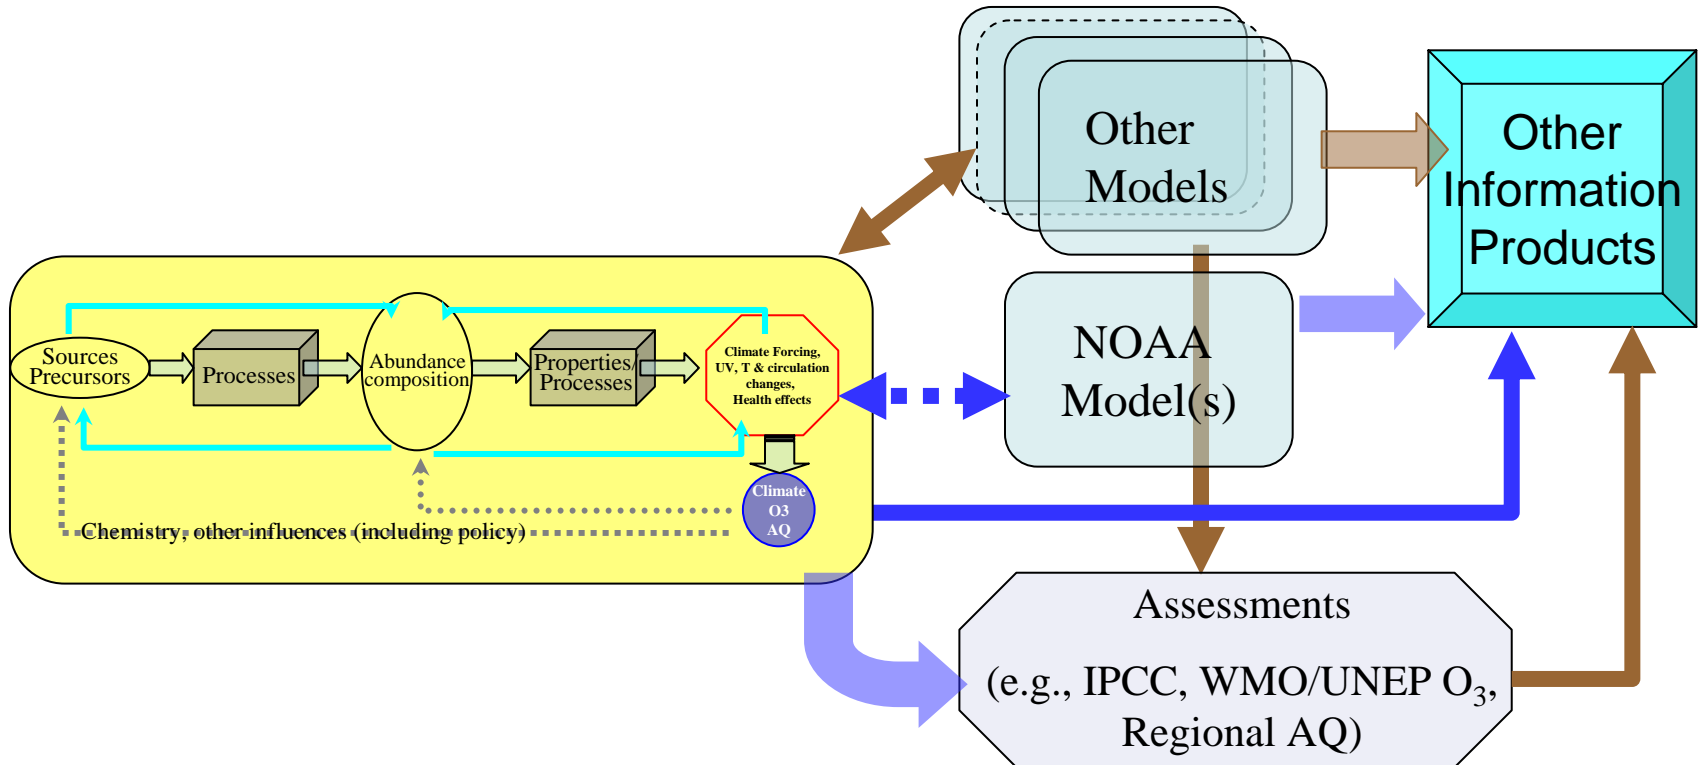 Other
Models
Other
Information
Products
NOAA
Model(s)
Sources
Precursors
Processes
Abundance
composition
Properties/
Processes
Climate Forcing,
UV, T & circulation
changes,
Health effects
Climate
O3
AQ
Chemistry, other influences (including policy)
Assessments
(e.g., IPCC, WMO/UNEP O₃,
Regional AQ)